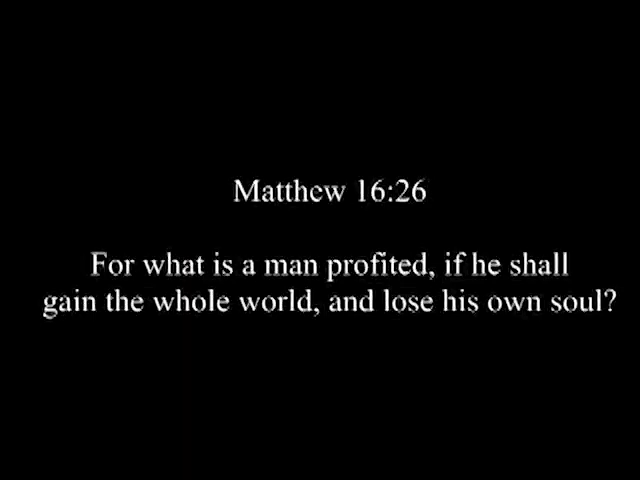 Matthew 16:26
For what is a man profited, if he shall
gain the whole world, and lose his own soul?